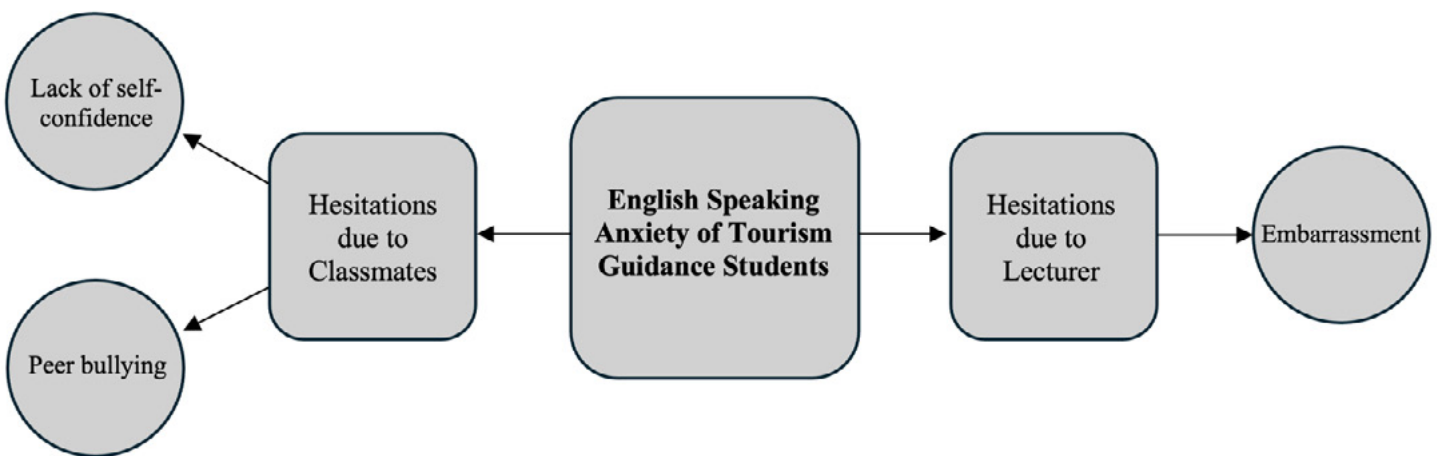 Lack of self-
confidence
Peer bullying
Hesitations
due to
Classmates
English Speaking
Anxiety of Tourism
Guidance Students
Hesitations
due to
Lecturer
Embarrassment